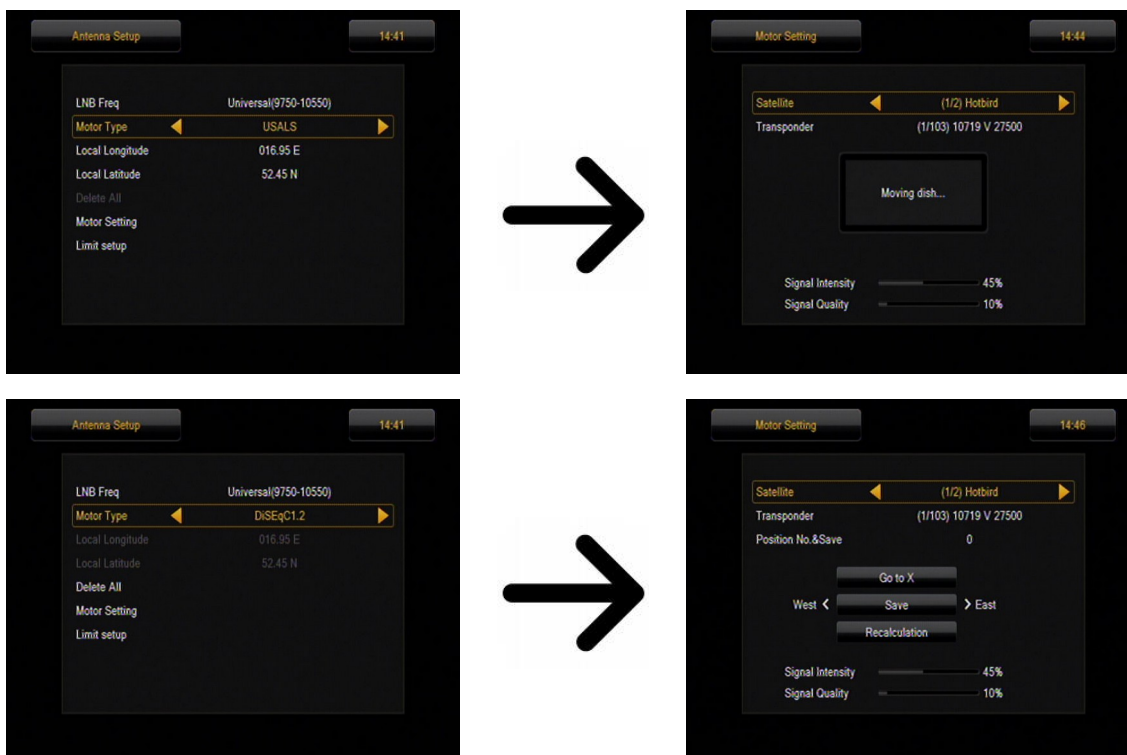 Antenna Setup 14:41
LNB Freq Universal(9750-10550)
Motor Type USALS
Local Longitude 016.95 E
Local Latitude 52.45 N
Delete All
Motor Setting
Limit setup
Motor Setting 14:44
Satellite (1/2) Hotbird
Transponder (1/103) 10719 V 27500
Moving dish...
Signal Intensity 45%
Signal Quality 10%
Antenna Setup 14:41
LNB Freq Universal(9750-10550)
Motor Type DiSEqC1.2
Local Longitude 016.95 E
Local Latitude 52.45 N
Delete All
Motor Setting
Limit setup
Motor Setting 14:46
Satellite (1/2) Hotbird
Transponder (1/103) 10719 V 27500
Position No.&Save 0
Go to X
West < Save > East
Recalculation
Signal Intensity 45%
Signal Quality 10%